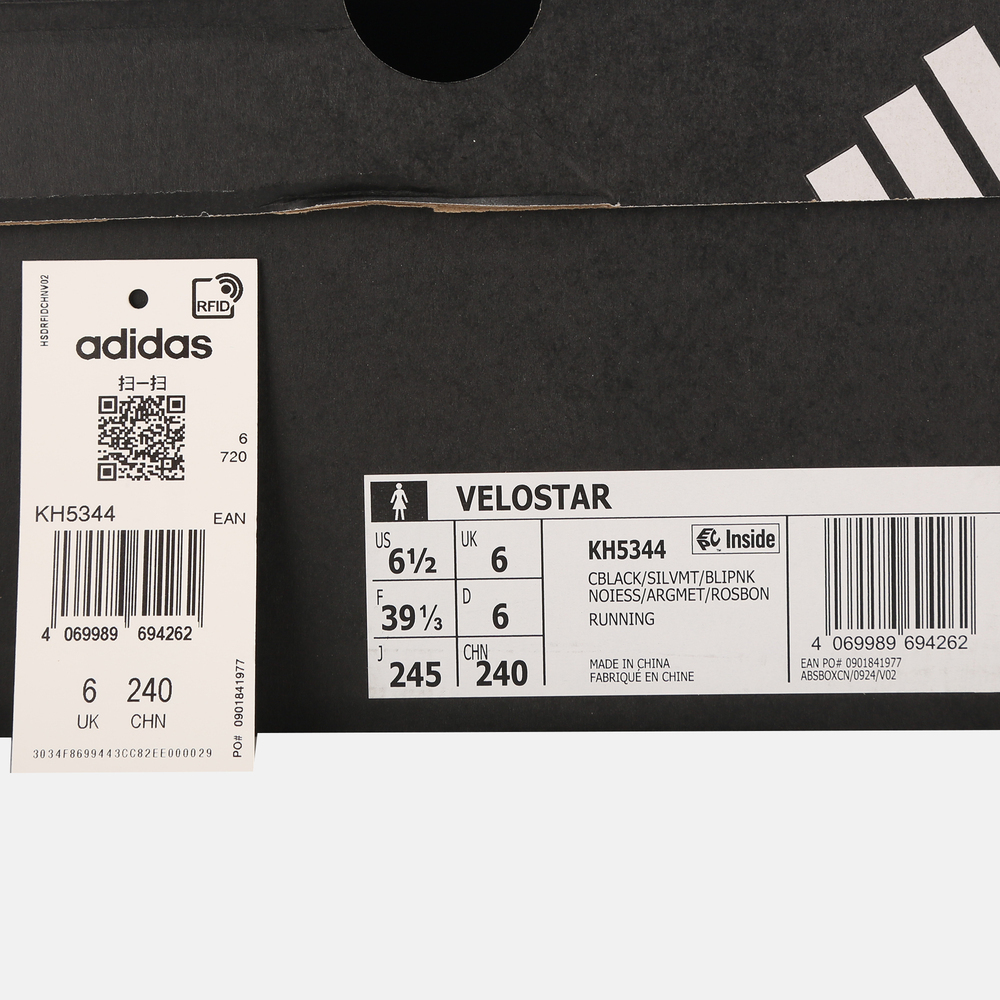 HSDRFIDCHNV02
RFID
adidas
扫一扫
6
720
KH5344
EAN
4 069989 694262
6 240
UK CHN
PO# 0901841977
3034F8699443CC82EE000029
VELOSTAR
US 6½
UK 6
F 39⅓
D 6
J 245
CHN 240
KH5344
EPC Inside
CBLACK/SILVMT/BLIPNK
NOIESS/ARGMET/ROSBON
RUNNING
MADE IN CHINA
FABRIQUÉ EN CHINE
4 069989 694262
EAN PO# 0901841977
ABSBOXCN/0924/V02